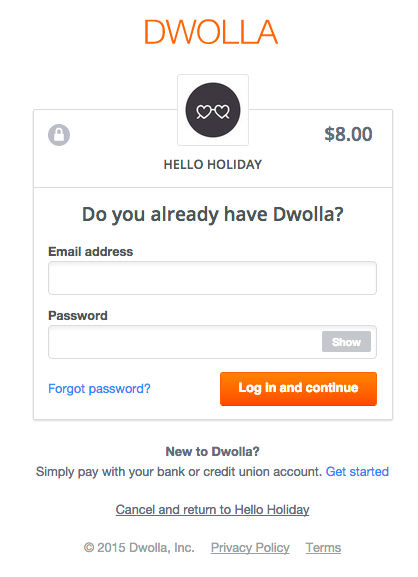 DWOLLA
$8.00
HELLO HOLIDAY
Do you already have Dwolla?
Email address
Password
Show
Forgot password?
Log in and continue
New to Dwolla?
Simply pay with your bank or credit union account. Get started
Cancel and return to Hello Holiday
© 2015 Dwolla, Inc. Privacy Policy Terms